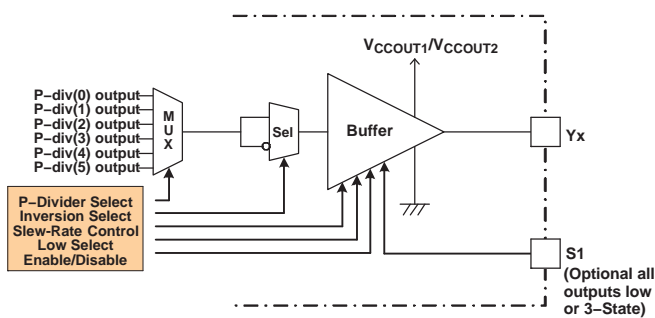 VCCOUT1/VCCOUT2
P–div(0) output
P–div(1) output
P–div(2) output
P–div(3) output
P–div(4) output
P–div(5) output
MUX
Sel
Buffer
Yx
P–Divider Select
Inversion Select
Slew-Rate Control
Low Select
Enable/Disable
S1
(Optional all
outputs low
or 3–State)